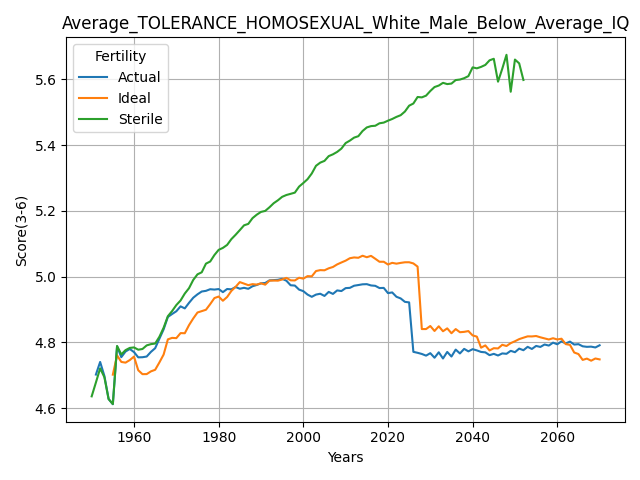 Average_TOLERANCE_HOMOSEXUAL_White_Male_Below_Average_IQ
Fertility
Actual
Ideal
Sterile
Score(3-6)
5.6
5.4
5.2
5.0
4.8
4.6
1960 1980 2000 2020 2040 2060
Years